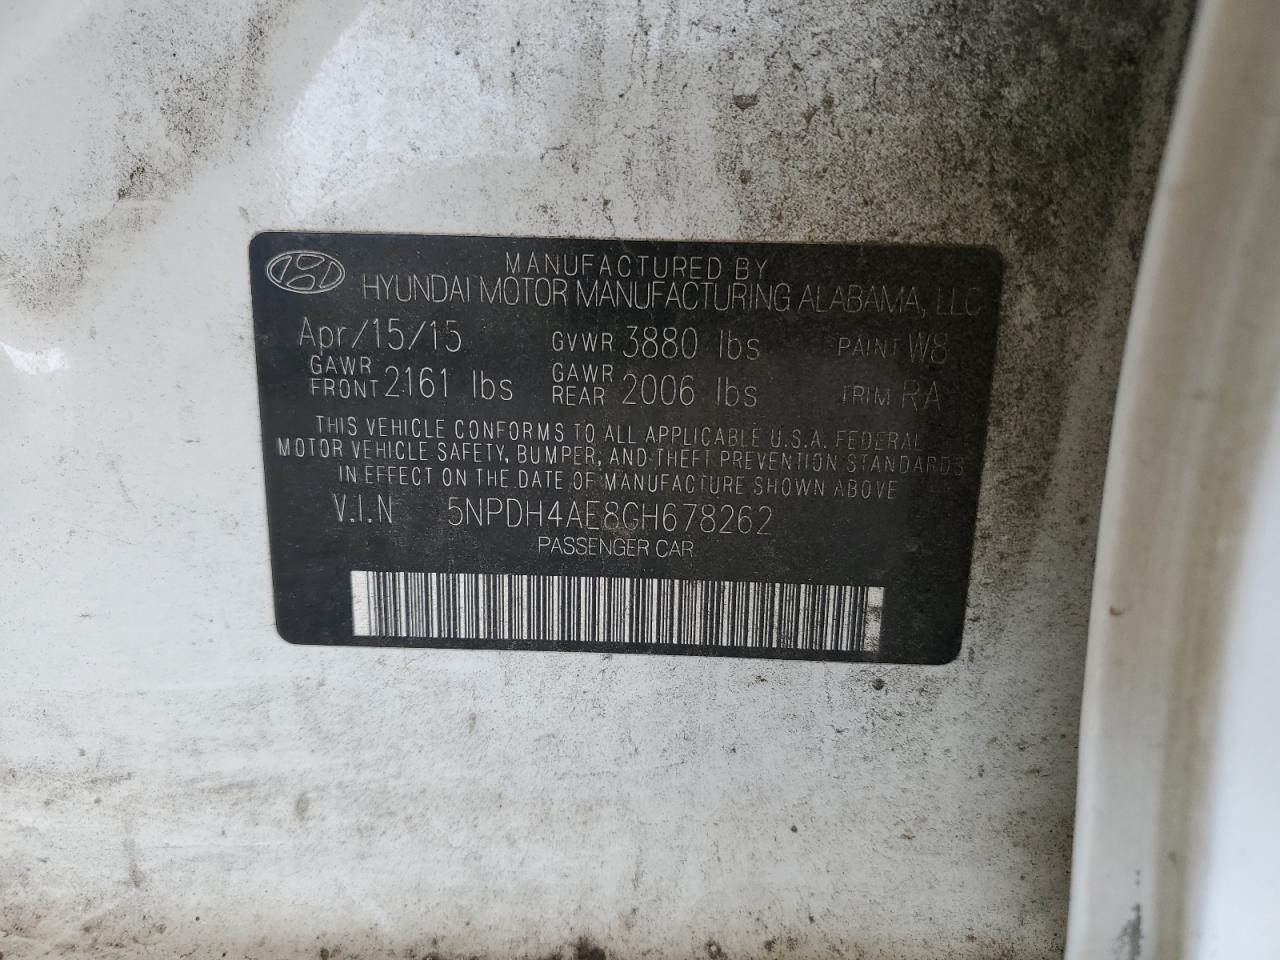 MANUFACTURED BY
HYUNDAI MOTOR MANUFACTURING ALABAMA, LLC
Apr/15/15 GVWR 3880 lbs PAINT W8
GAWR FRONT 2161 lbs GAWR REAR 2006 lbs TRIM RA
THIS VEHICLE CONFORMS TO ALL APPLICABLE U.S.A. FEDERAL
MOTOR VEHICLE SAFETY, BUMPER, AND THEFT PREVENTION STANDARDS
IN EFFECT ON THE DATE OF MANUFACTURE SHOWN ABOVE
V.I.N 5NPDH4AE8GH678262
PASSENGER CAR